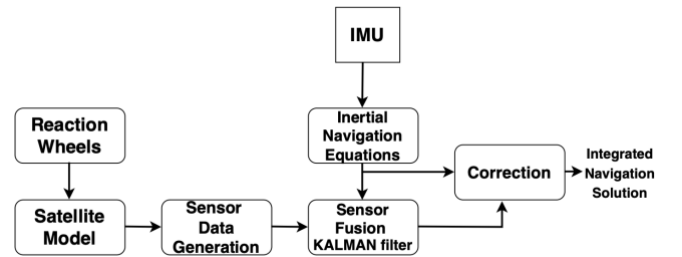 IMU
Inertial
Navigation
Equations
Reaction
Wheels
Correction
Integrated
Navigation
Solution
Satellite
Model
Sensor
Data
Generation
Sensor
Fusion
KALMAN filter